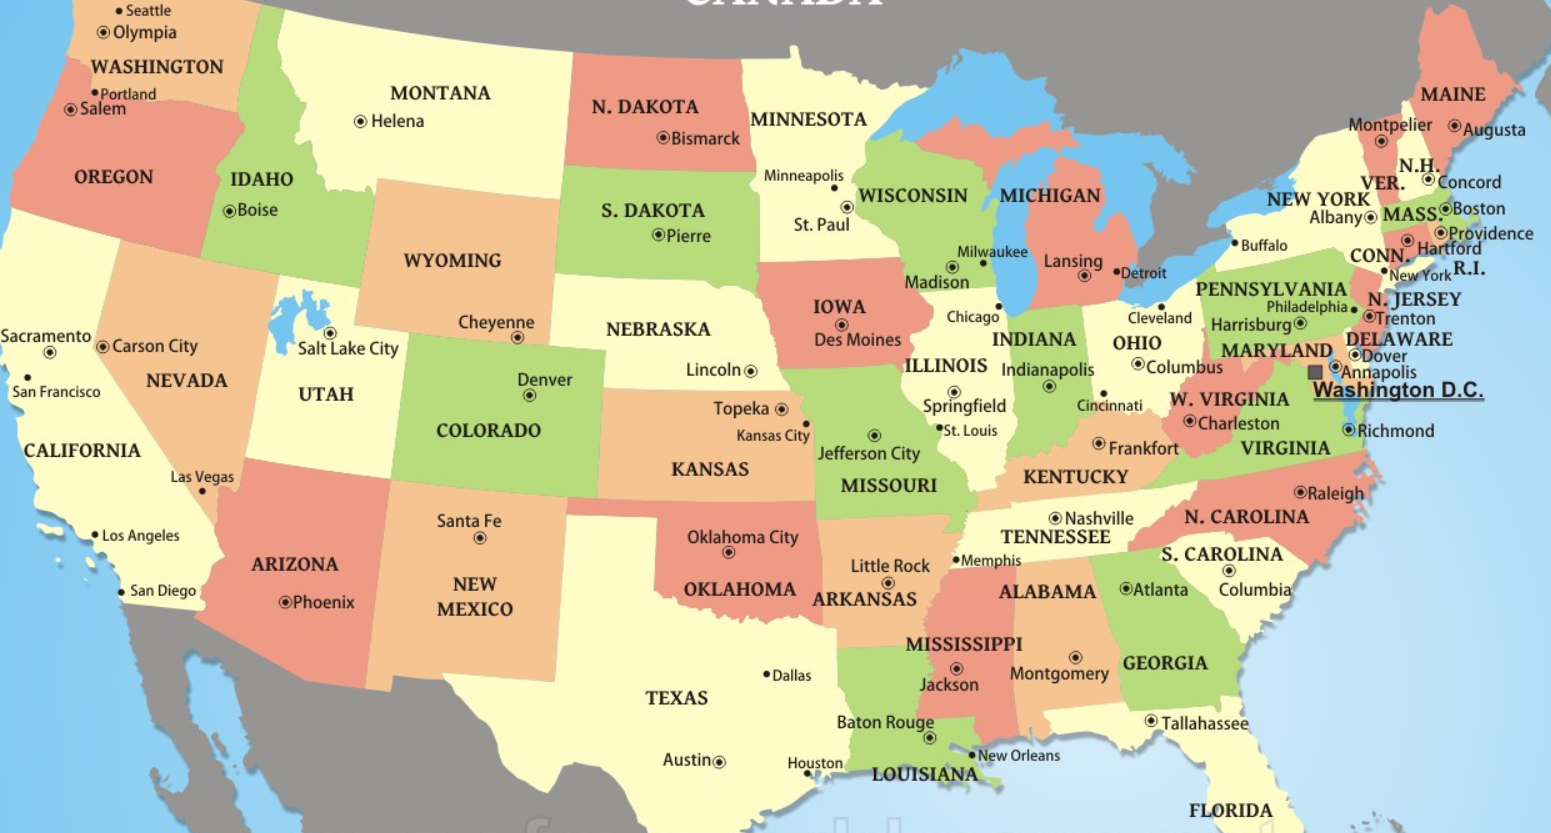 CANADA
Seattle
Olympia
WASHINGTON
Portland
Salem
OREGON
IDAHO
Boise
MONTANA
Helena
N. DAKOTA
Bismarck
S. DAKOTA
Pierre
MINNESOTA
Minneapolis
St. Paul
WISCONSIN
Milwaukee
Madison
MICHIGAN
Lansing
Detroit
MAINE
Augusta
Montpelier
VER.
N.H.
Concord
NEW YORK
Albany
Buffalo
MASS.
Boston
Providence
CONN.
Hartford
New York
R.I.
WYOMING
Cheyenne
NEBRASKA
Lincoln
IOWA
Des Moines
Chicago
ILLINOIS
Springfield
INDIANA
Indianapolis
OHIO
Cleveland
Columbus
Cincinnati
PENNSYLVANIA
Philadelphia
Harrisburg
N. JERSEY
Trenton
DELAWARE
Dover
MARYLAND
Annapolis
Washington D.C.
Sacramento
San Francisco
CALIFORNIA
Los Angeles
San Diego
Carson City
NEVADA
Las Vegas
Salt Lake City
UTAH
Denver
COLORADO
Topeka
Kansas City
KANSAS
St. Louis
Jefferson City
MISSOURI
KENTUCKY
Frankfort
W. VIRGINIA
Charleston
VIRGINIA
Richmond
ARIZONA
Phoenix
Santa Fe
NEW
MEXICO
Oklahoma City
OKLAHOMA
Little Rock
ARKANSAS
Nashville
TENNESSEE
Memphis
Raleigh
N. CAROLINA
S. CAROLINA
Columbia
TEXAS
Dallas
Austin
Houston
Baton Rouge
New Orleans
LOUISIANA
MISSISSIPPI
Jackson
ALABAMA
Montgomery
Atlanta
GEORGIA
Tallahassee
FLORIDA